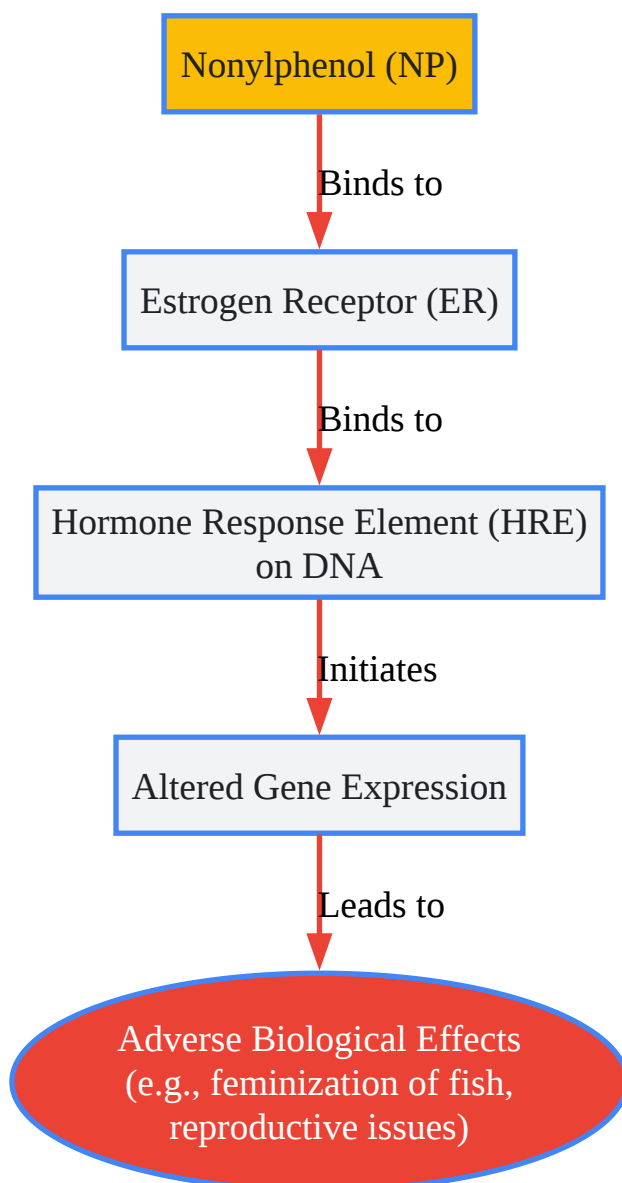 Nonylphenol (NP)
Binds to
Estrogen Receptor (ER)
Binds to
Hormone Response Element (HRE)
on DNA
Initiates
Altered Gene Expression
Leads to
Adverse Biological Effects
(e.g., feminization of fish,
reproductive issues)